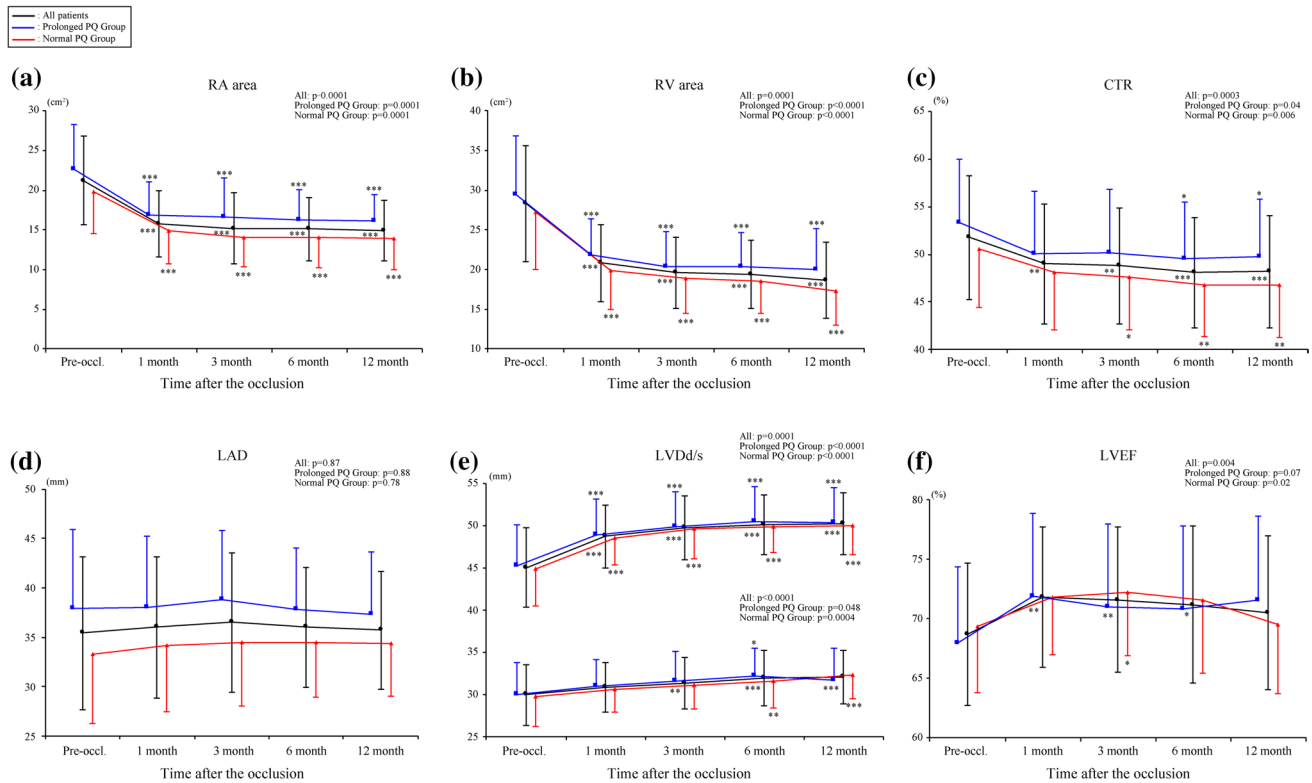 : All patients
: Prolonged PQ Group
: Normal PQ Group
(a)
RA area
(cm²)
All: p=0.0001
Prolonged PQ Group: p=0.0001
Normal PQ Group: p=0.0001
30
25
20
15
10
5
0
***
***
***
***
***
***
***
***
***
***
***
***
Pre-occl.
1 month
3 month
6 month
12 month
Time after the occlusion
(b)
RV area
(cm²)
All: p=0.0001
Prolonged PQ Group: p<0.0001
Normal PQ Group: p<0.0001
40
35
30
25
20
15
10
***
***
***
***
***
***
***
***
***
***
***
***
Pre-occl.
1 month
3 month
6 month
12 month
Time after the occlusion
(c)
CTR
(%)
All: p=0.0003
Prolonged PQ Group: p=0.04
Normal PQ Group: p=0.006
65
60
55
50
45
40
*
*
**
**
***
***
*
**
**
Pre-occl.
1 month
3 month
6 month
12 month
Time after the occlusion
(d)
LAD
(mm)
All: p=0.87
Prolonged PQ Group: p=0.88
Normal PQ Group: p=0.78
50
45
40
35
30
25
Pre-occl.
1 month
3 month
6 month
12 month
Time after the occlusion
(e)
LVDd/s
(mm)
All: p=0.0001
Prolonged PQ Group: p<0.0001
Normal PQ Group: p<0.0001
55
50
45
40
35
30
25
***
***
***
***
***
***
***
***
***
***
***
***
All: p<0.0001
Prolonged PQ Group: p=0.048
Normal PQ Group: p=0.0004
*
**
***
***
**
***
Pre-occl.
1 month
3 month
6 month
12 month
Time after the occlusion
(f)
LVEF
(%)
All: p=0.004
Prolonged PQ Group: p=0.07
Normal PQ Group: p=0.02
80
75
70
65
60
**
**
*
*
Pre-occl.
1 month
3 month
6 month
12 month
Time after the occlusion